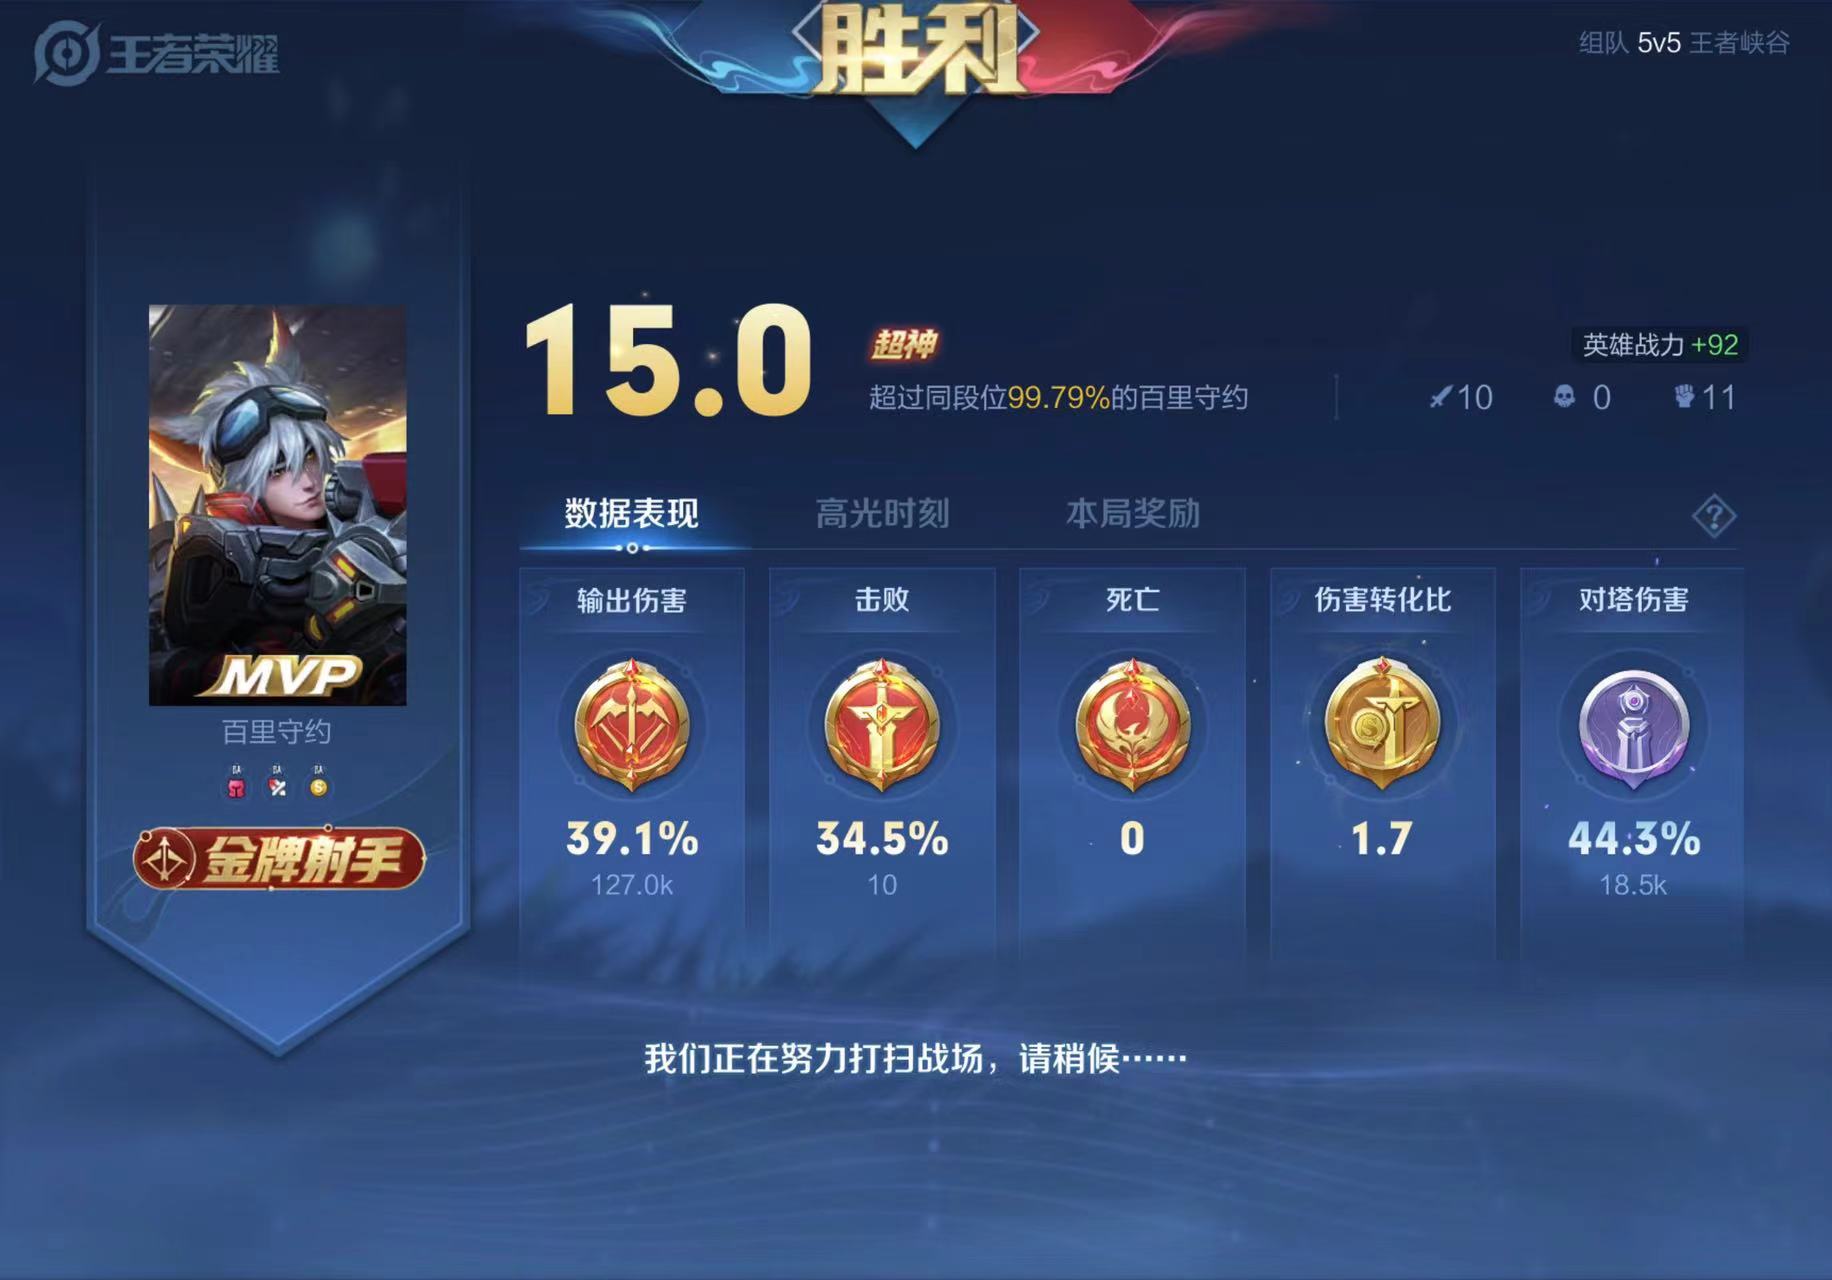 王者荣耀
胜利
组队 5v5 王者峡谷
15.0
超神
超过同段位99.79%的百里守约
英雄战力 +92
10 0 11
MVP
百里守约
金牌射手
数据表现 高光时刻 本局奖励 ?
输出伤害 击败 死亡 伤害转化比 对塔伤害
39.1% 34.5% 0 1.7 44.3%
127.0k 10 18.5k
我们正在努力打扫战场，请稍候……